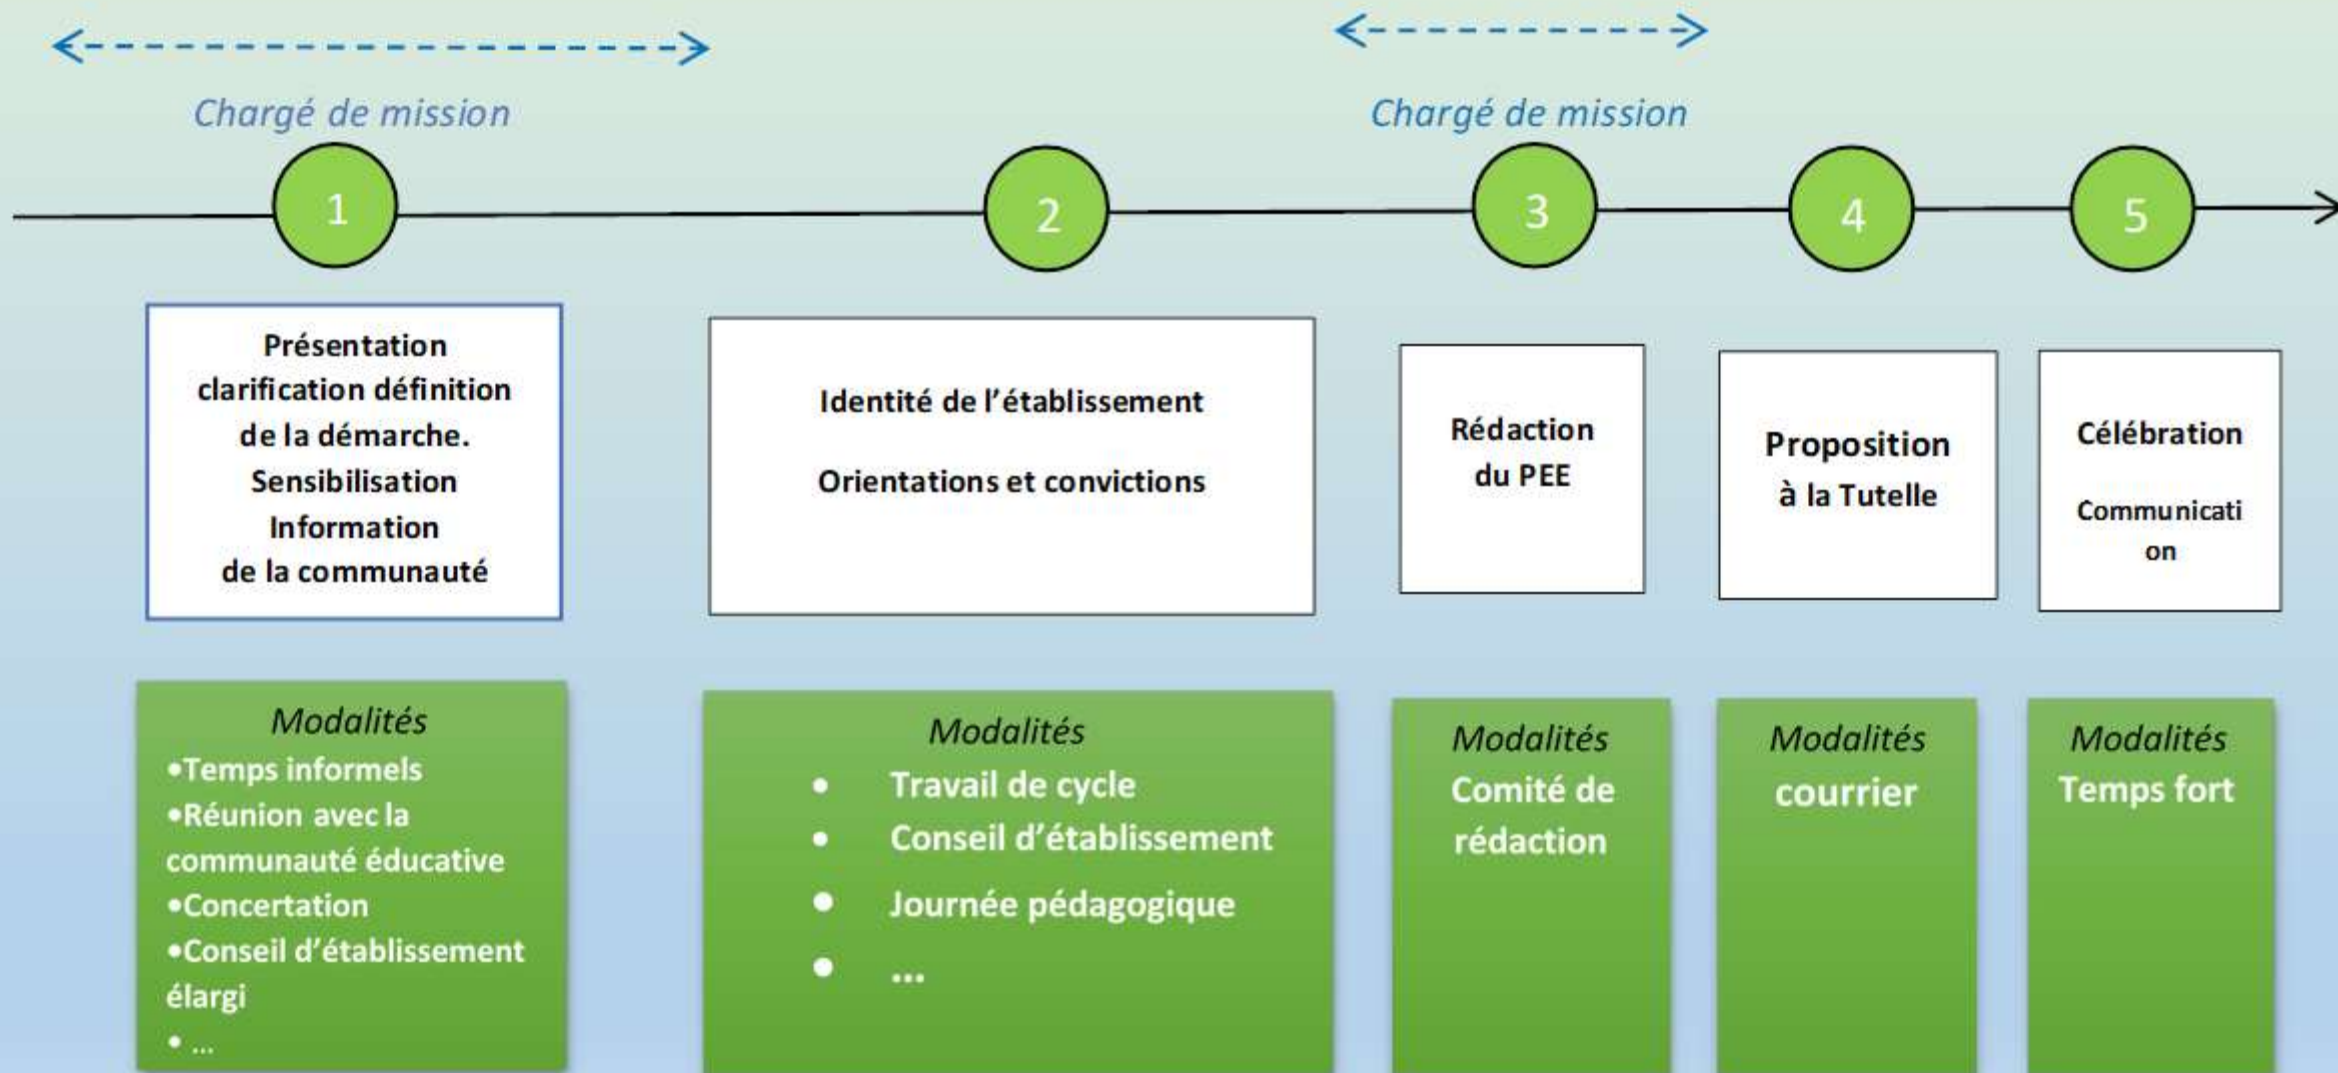 Chargé de mission
Chargé de mission
1
2
3
4
5
Présentation
clarification définition
de la démarche.
Sensibilisation
Information
de la communauté
Identité de l’établissement
Orientations et convictions
Rédaction
du PEE
Proposition
à la Tutelle
Célébration
Communicati
on
Modalités
•Temps informels
•Réunion avec la
communauté éducative
•Concertation
•Conseil d’établissement
élargi
• ...
Modalités
• Travail de cycle
• Conseil d’établissement
• Journée pédagogique
• ...
Modalités
Comité de
rédaction
Modalités
courrier
Modalités
Temps fort